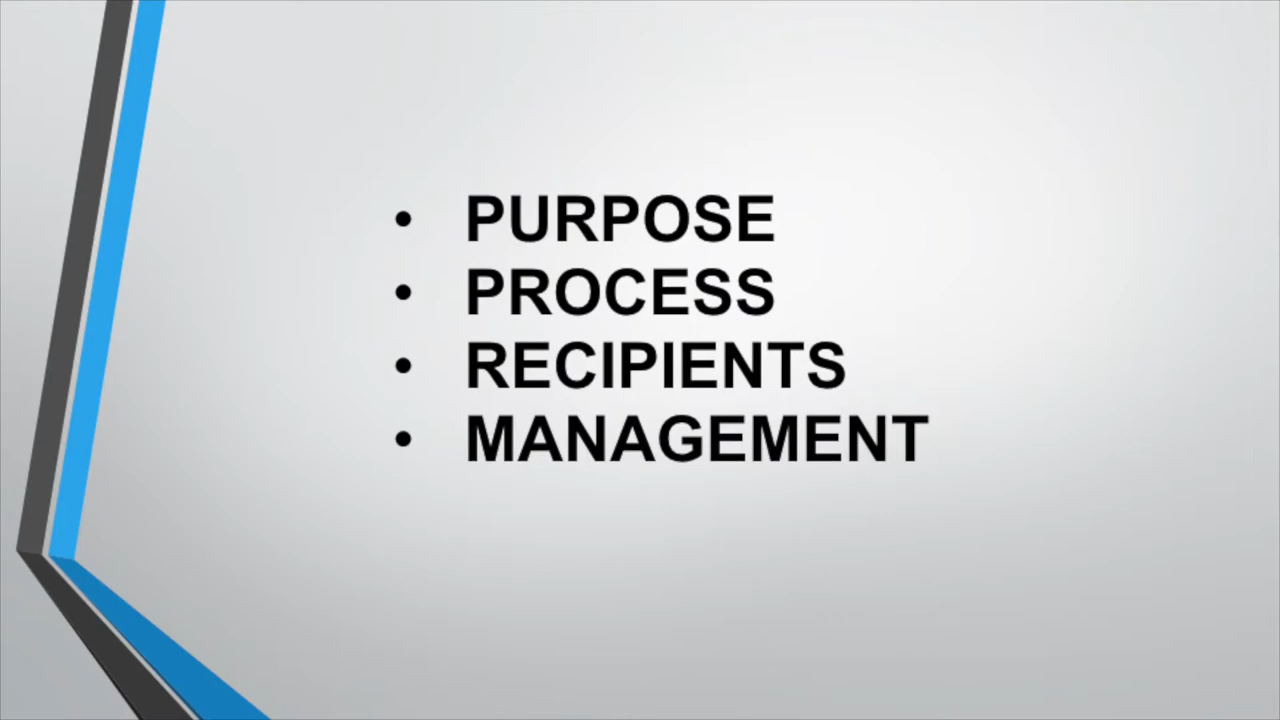 • PURPOSE
• PROCESS
• RECIPIENTS
• MANAGEMENT